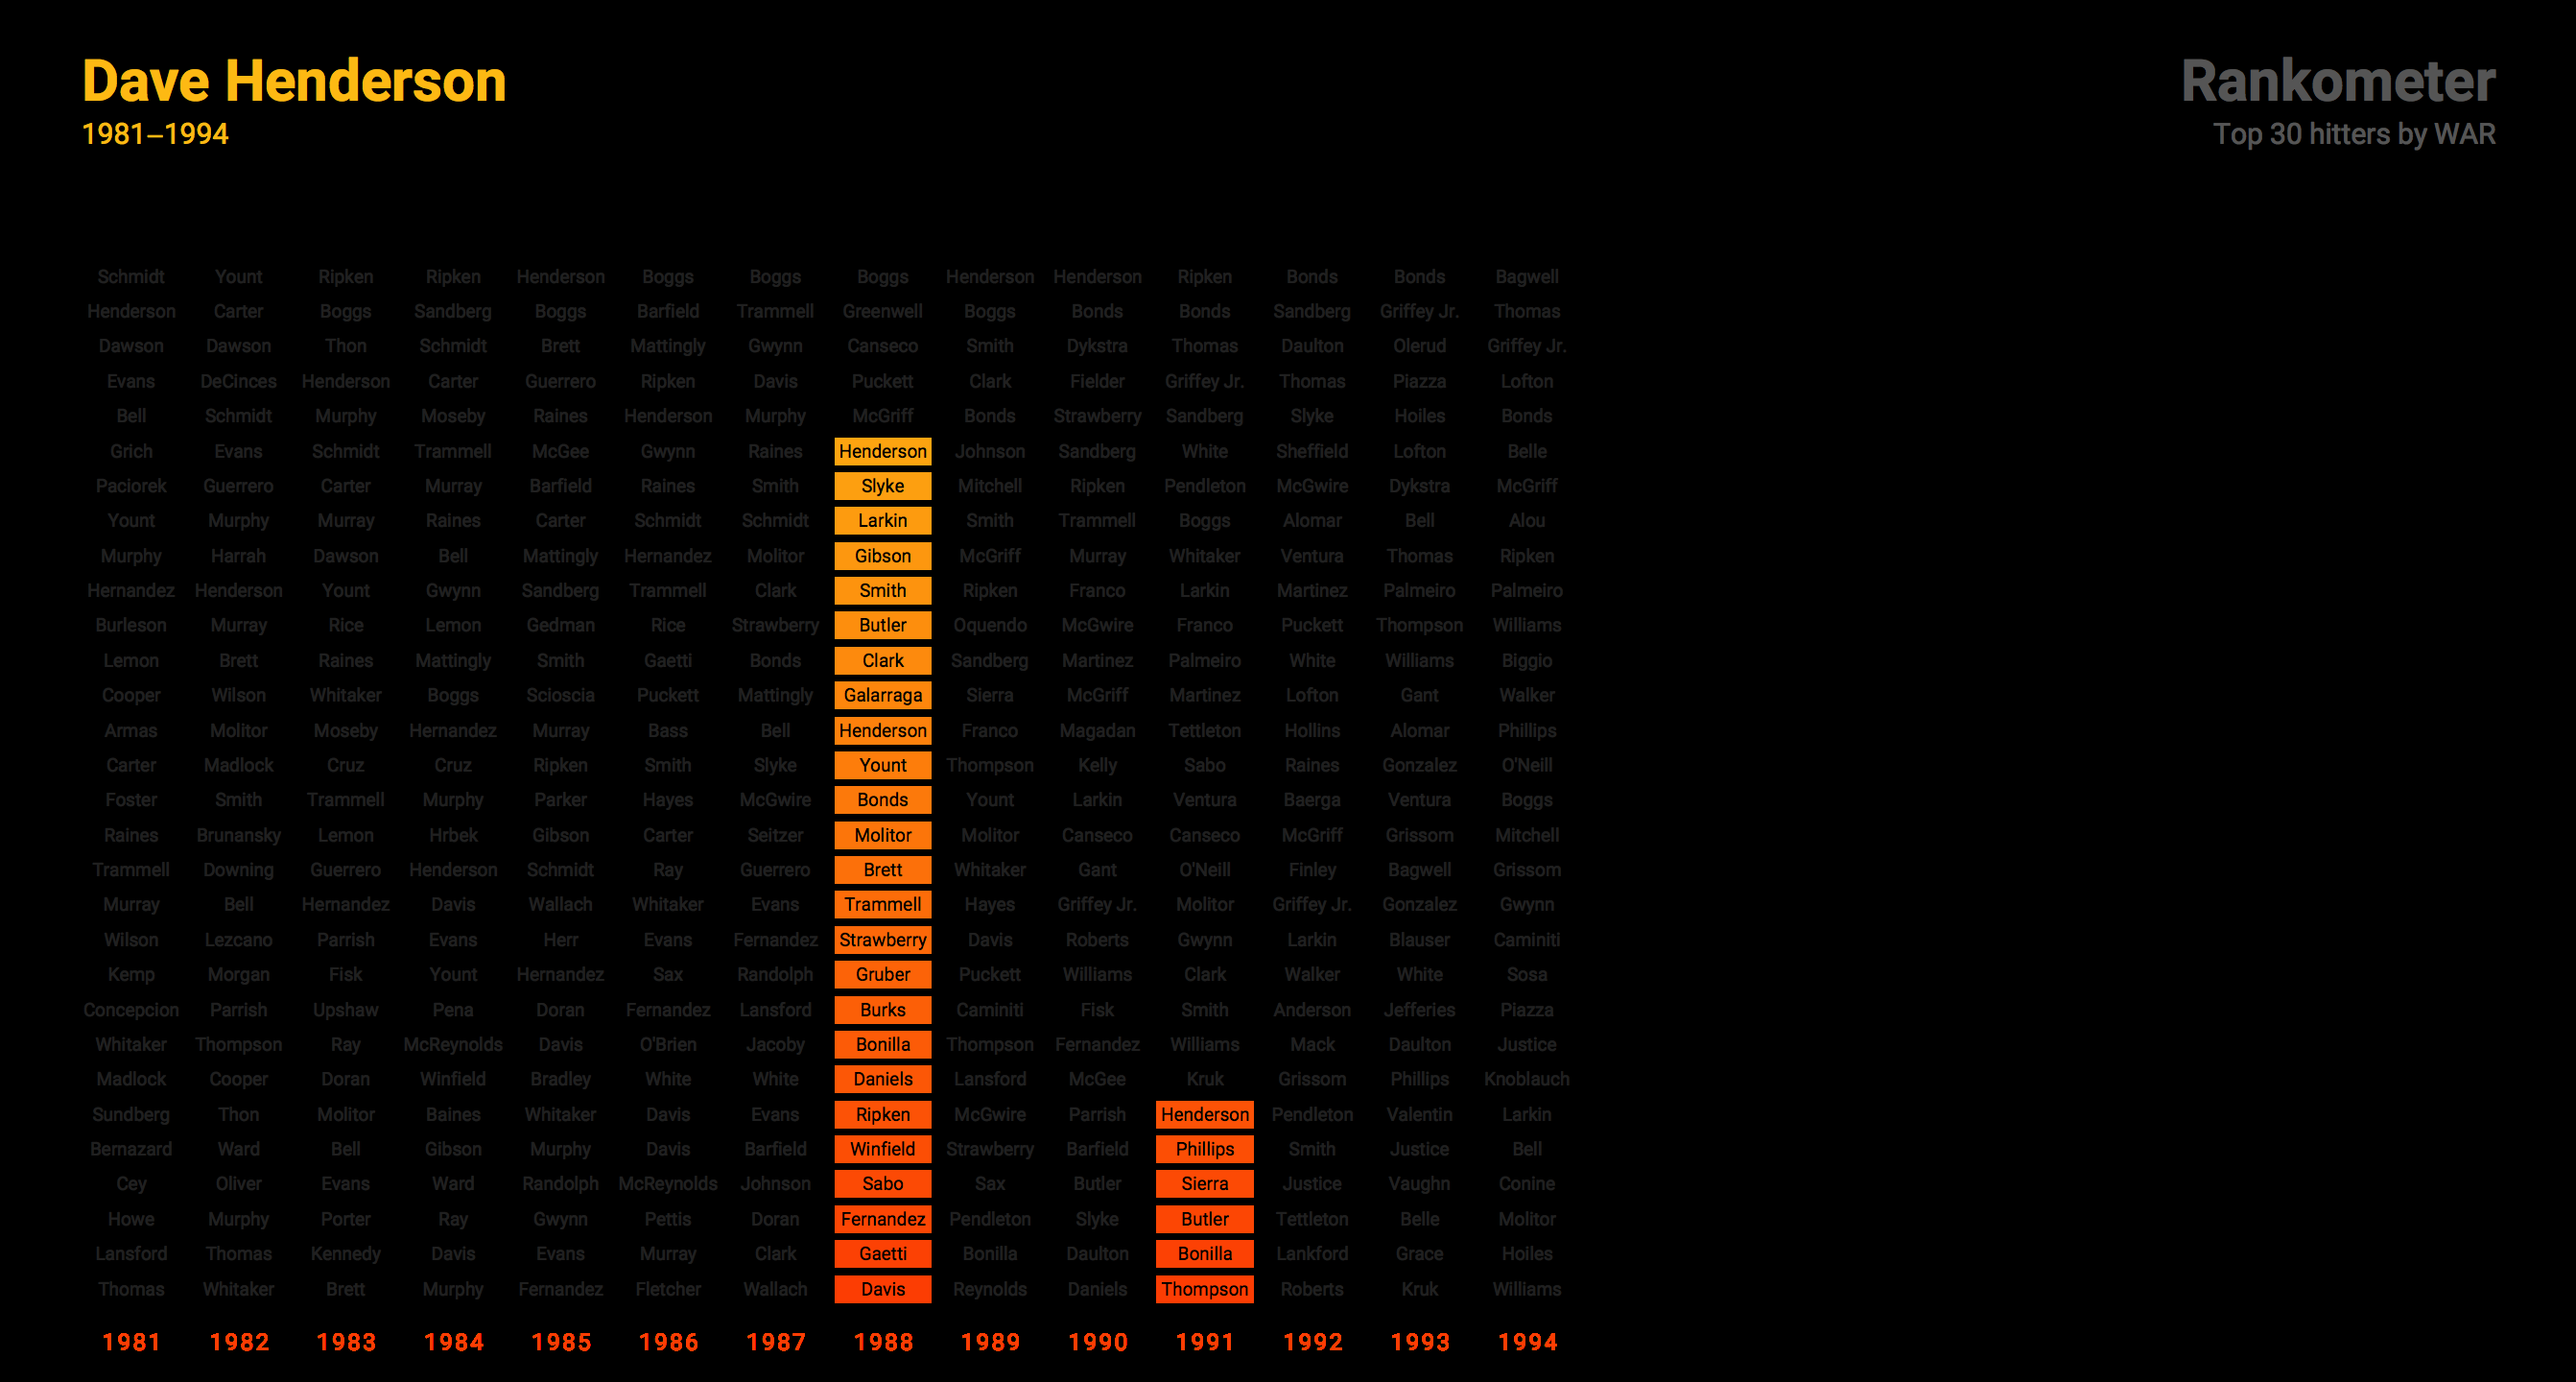 Dave Henderson
1981–1994
Rankometer
Top 30 hitters by WAR
Schmidt Yount Ripken Ripken Henderson Boggs Boggs Boggs Henderson Henderson Ripken Bonds Bonds Bagwell
Henderson Carter Boggs Sandberg Boggs Barfield Trammell Greenwell Boggs Bonds Bonds Sandberg Griffey Jr. Thomas
Dawson Dawson Thon Schmidt Brett Mattingly Gwynn Canseco Smith Dykstra Thomas Daulton Olerud Griffey Jr.
Evans DeCinces Henderson Carter Guerrero Ripken Davis Puckett Clark Fielder Griffey Jr. Thomas Piazza Lofton
Bell Schmidt Murphy Moseby Raines Henderson Murphy McGriff Bonds Strawberry Sandberg Slyke Hoiles Bonds
Grich Evans Schmidt Trammell McGee Gwynn Raines Henderson Johnson Sandberg White Sheffield Lofton Belle
Paciorek Guerrero Carter Murray Barfield Raines Smith Slyke Mitchell Ripken Pendleton McGwire Dykstra McGriff
Yount Murphy Murray Raines Carter Schmidt Schmidt Larkin Smith Trammell Boggs Alomar Bell Alou
Murphy Harrah Dawson Bell Mattingly Hernandez Molitor Gibson McGriff Murray Whitaker Ventura Thomas Ripken
Hernandez Henderson Yount Gwynn Sandberg Trammell Clark Smith Ripken Franco Larkin Martinez Palmeiro Palmeiro
Burleson Murray Rice Lemon Gedman Rice Strawberry Butler Oquendo McGwire Franco Puckett Thompson Williams
Lemon Brett Raines Mattingly Smith Gaetti Bonds Clark Sandberg Martinez Palmeiro White Williams Biggio
Cooper Wilson Whitaker Boggs Scioscia Puckett Mattingly Galarraga Sierra McGriff Martinez Lofton Gant Walker
Armas Molitor Moseby Hernandez Murray Bass Bell Henderson Franco Magadan Tettleton Hollins Alomar Phillips
Carter Madlock Cruz Cruz Ripken Smith Slyke Yount Thompson Kelly Sabo Raines Gonzalez O'Neill
Foster Smith Trammell Murphy Parker Hayes McGwire Bonds Yount Larkin Ventura Baerga Ventura Boggs
Raines Brunansky Lemon Hrbek Gibson Carter Seitzer Molitor Molitor Canseco Canseco McGriff Grissom Mitchell
Trammell Downing Guerrero Henderson Schmidt Ray Guerrero Brett Whitaker Gant O'Neill Finley Bagwell Grissom
Murray Bell Hernandez Davis Wallach Whitaker Evans Trammell Hayes Griffey Jr. Molitor Griffey Jr. Gonzalez Gwynn
Wilson Lezcano Parrish Evans Herr Evans Fernandez Strawberry Davis Roberts Gwynn Larkin Blauser Caminiti
Kemp Morgan Fisk Yount Hernandez Sax Randolph Gruber Puckett Williams Clark Walker White Sosa
Concepcion Parrish Upshaw Pena Doran Fernandez Lansford Burks Caminiti Fisk Smith Anderson Jefferies Piazza
Whitaker Thompson Ray McReynolds Davis O'Brien Jacoby Bonilla Thompson Fernandez Williams Mack Daulton Justice
Madlock Cooper Doran Winfield Bradley White White Daniels Lansford McGee Kruk Grissom Phillips Knoblauch
Sundberg Thon Molitor Baines Whitaker Davis Evans Ripken McGwire Parrish Henderson Pendleton Valentin Larkin
Bernazard Ward Bell Gibson Murphy Davis Barfield Winfield Strawberry Barfield Phillips Smith Justice Bell
Cey Oliver Evans Ward Randolph McReynolds Johnson Sabo Sax Butler Sierra Justice Vaughn Conine
Howe Murphy Porter Ray Gwynn Pettis Doran Fernandez Pendleton Slyke Butler Tettleton Belle Molitor
Lansford Thomas Kennedy Davis Evans Murray Clark Gaetti Bonilla Daulton Bonilla Lankford Grace Hoiles
Thomas Whitaker Brett Murphy Fernandez Fletcher Wallach Davis Reynolds Daniels Thompson Roberts Kruk Williams
1981 1982 1983 1984 1985 1986 1987 1988 1989 1990 1991 1992 1993 1994